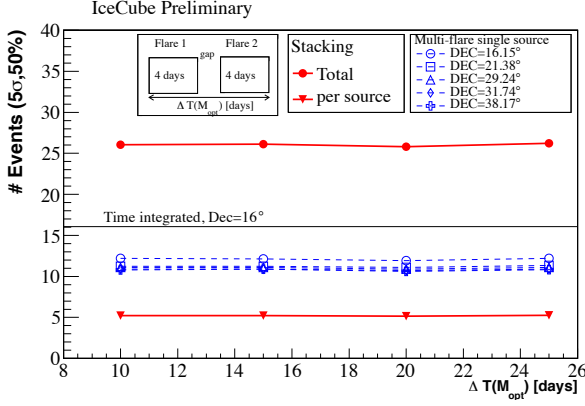 IceCube Preliminary
# Events (5σ,50%)
40
35
30
25
20
15
10
5
0
Flare 1
gap
Flare 2
4 days
4 days
Δ T(M_opt) [days]
Stacking
Total
per source
Multi-flare single source
DEC=16.15°
DEC=21.38°
DEC=29.24°
DEC=31.74°
DEC=38.17°
Time integrated, Dec=16°
8 10 12 14 16 18 20 22 24 26
Δ T(M_opt) [days]